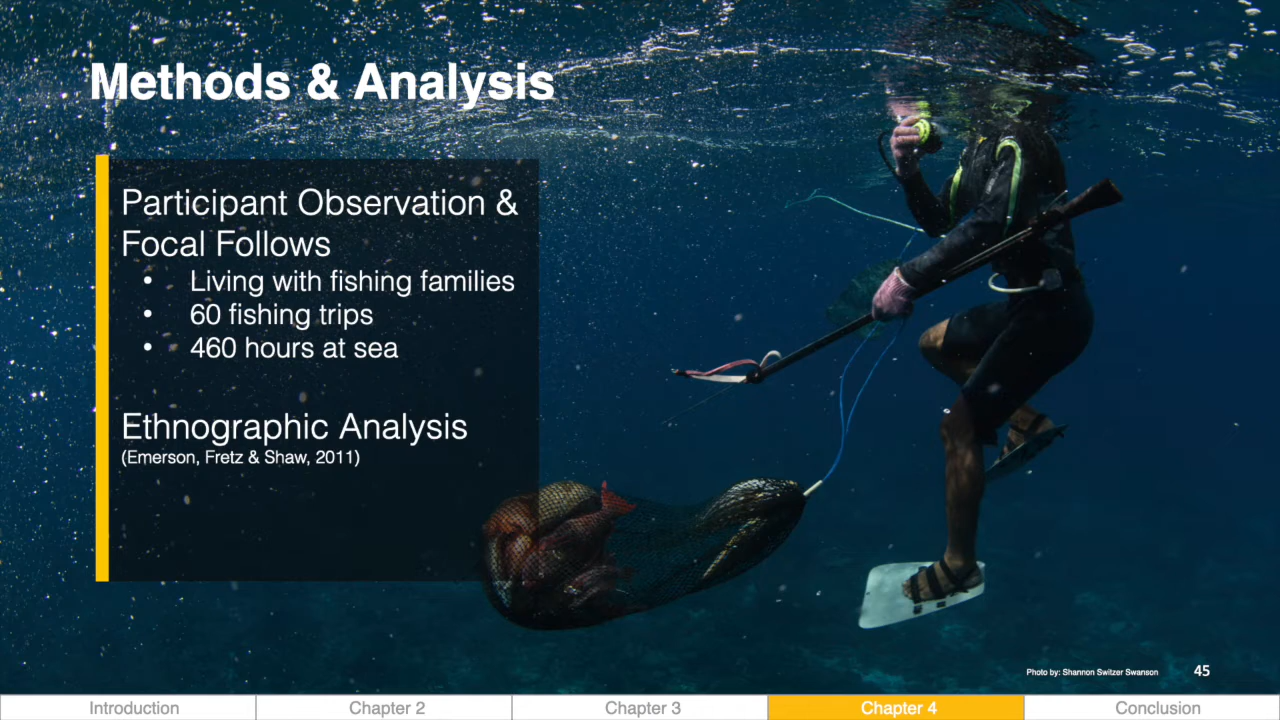 Methods & Analysis
Participant Observation &
Focal Follows
• Living with fishing families
• 60 fishing trips
• 460 hours at sea
Ethnographic Analysis
(Emerson, Fretz & Shaw, 2011)
Photo by: Shannon Switzer Swanson
45
Introduction
Chapter 2
Chapter 3
Chapter 4
Conclusion